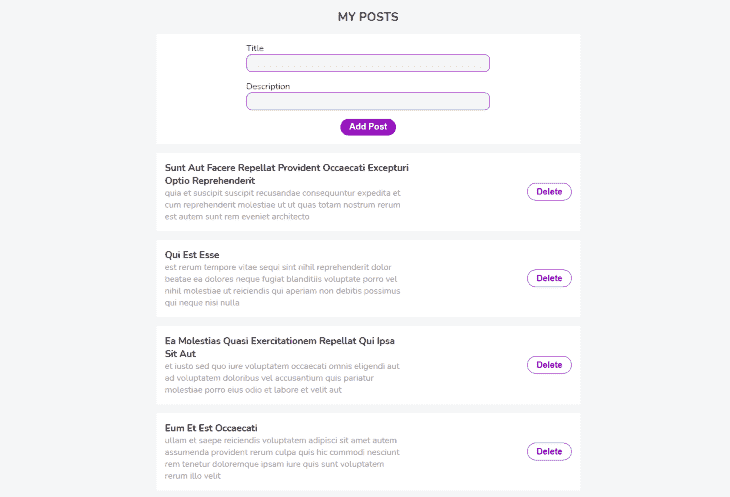 MY POSTS
Title
Description
Add Post
Sunt Aut Facere Repellat Provident Occaecati Excepturi
Optio Reprehenderit
quia et suscipit suscipit recusandae consequuntur expedita et
cum reprehenderit molestiae ut ut quas totam nostrum rerum
est autem sunt rem eveniet architecto
Delete
Qui Est Esse
est rerum tempore vitae sequi sint nihil reprehenderit dolor
beatae ea dolores neque fugiat blanditiis voluptate porro vel
nihil molestiae ut reiciendis qui aperiam non debitis possimus
qui neque nisi nulla
Delete
Ea Molestias Quasi Exercitationem Repellat Qui Ipsa
Sit Aut
et iusto sed quo iure voluptatem occaecati omnis eligendi aut
ad voluptatem doloribus vel accusantium quis pariatur
molestiae porro eius odio et labore et velit aut
Delete
Eum Et Est Occaecati
ullam et saepe reiciendis voluptatem adipisci sit amet autem
assumenda provident rerum culpa quis hic commodi nesciunt
rem tenetur doloremque ipsam iure quis sunt voluptatem
rerum illo velit
Delete